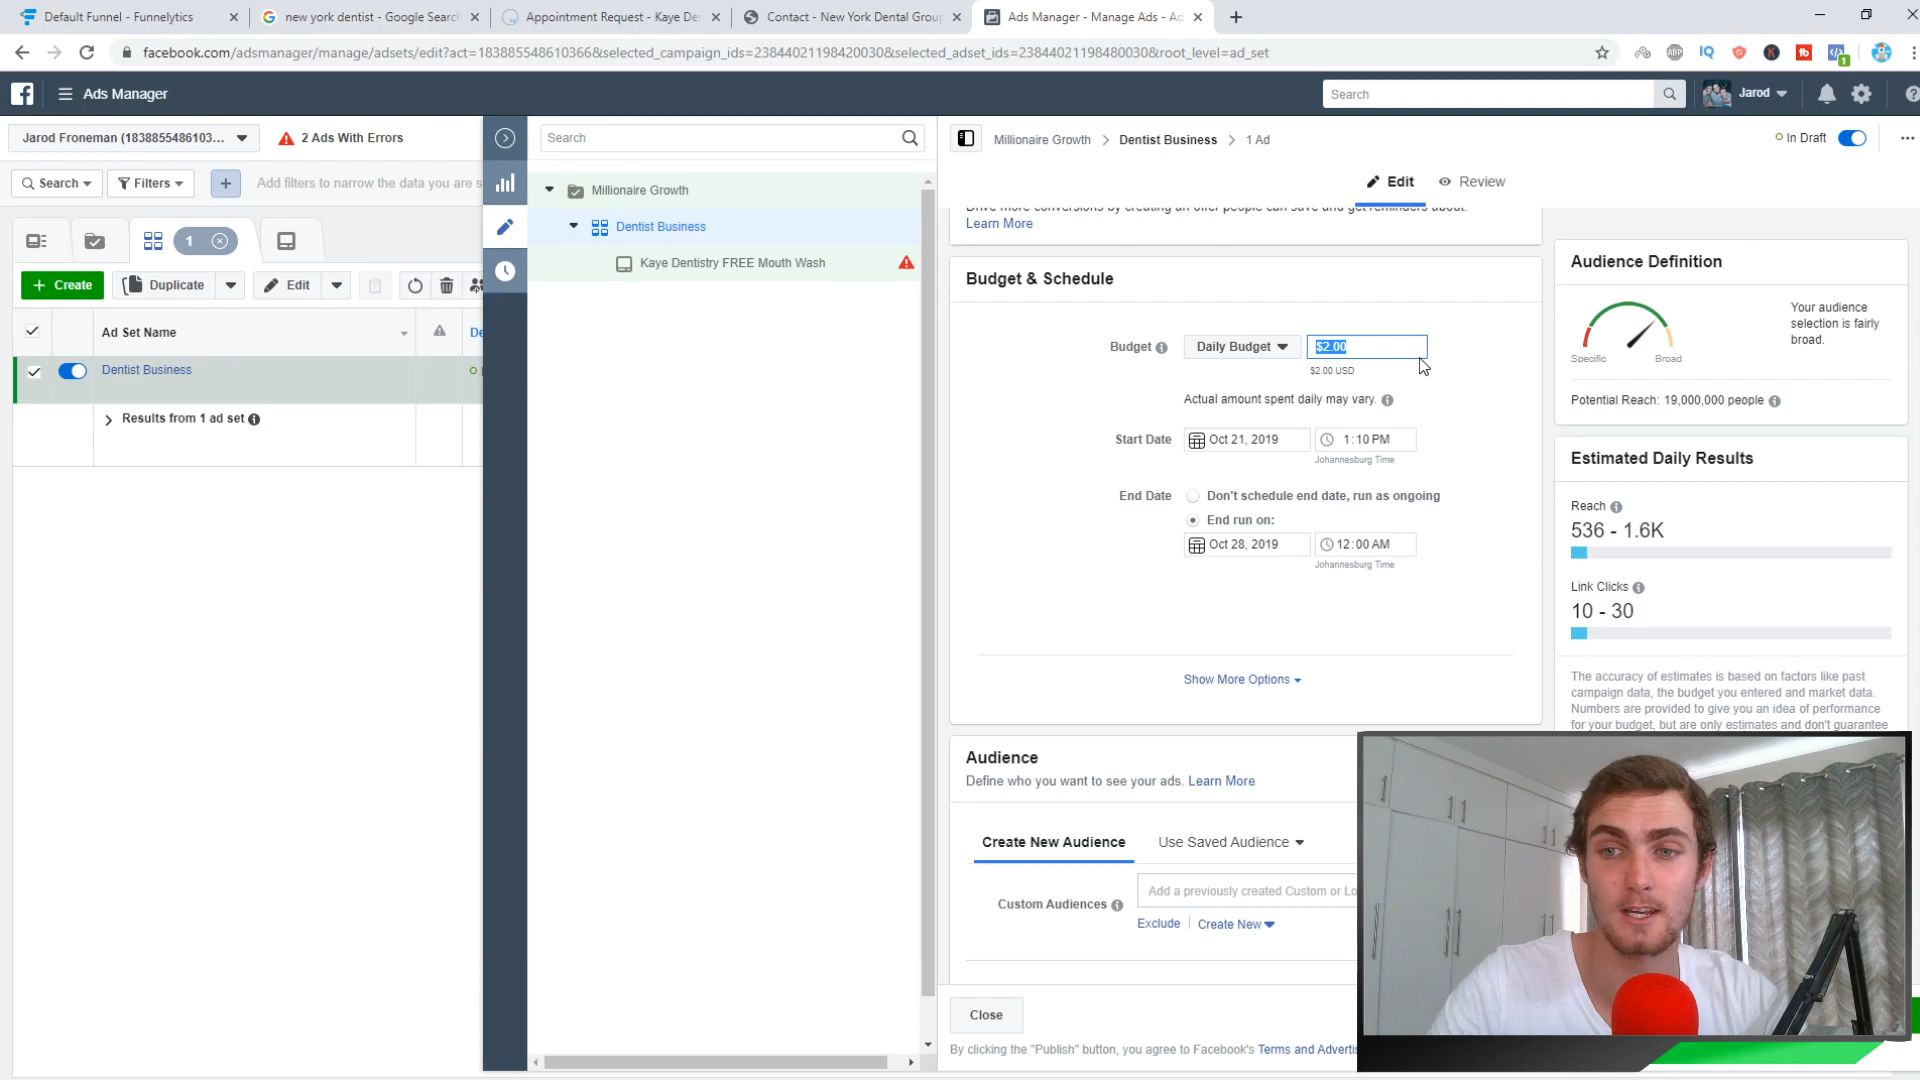 Default Funnel - Funnelytics
new york dentist - Google Search
Appointment Request - Kaye De
Contact - New York Dental Group
Ads Manager - Manage Ads - Ad
facebook.com/adsmanager/manage/adsets/edit?act=183885548610366&selected_campaign_ids=23844021198420030&selected_adset_ids=23844021198480030&root_level=ad_set
ABP
IQ
K
1
Ads Manager
Search
Jarod
Jarod Froneman (1838855486103...
2 Ads With Errors
Search
Filters
Add filters to narrow the data you are s
1
Create
Duplicate
Edit
Ad Set Name
De
Dentist Business
Results from 1 ad set
Search
Millionaire Growth
Dentist Business
Kaye Dentistry FREE Mouth Wash
Millionaire Growth > Dentist Business > 1 Ad
In Draft
Edit
Review
Drive more conversions by creating an offer people can save and get reminders about.
Learn More
Budget & Schedule
Budget
Daily Budget
$2.00
$2.00 USD
Actual amount spent daily may vary.
Start Date
Oct 21, 2019
1:10 PM
Johannesburg Time
End Date
Don't schedule end date, run as ongoing
End run on:
Oct 28, 2019
12:00 AM
Johannesburg Time
Show More Options
Audience
Define who you want to see your ads. Learn More
Create New Audience
Use Saved Audience
Custom Audiences
Add a previously created Custom or Lo
Exclude
Create New
Close
By clicking the "Publish" button, you agree to Facebook's Terms and Advertis
Audience Definition
Specific
Broad
Your audience
selection is fairly
broad.
Potential Reach: 19,000,000 people
Estimated Daily Results
Reach
536 - 1.6K
Link Clicks
10 - 30
The accuracy of estimates is based on factors like past
campaign data, the budget you entered and market data.
Numbers are provided to give you an idea of performance
for your budget, but are only estimates and don't guarantee